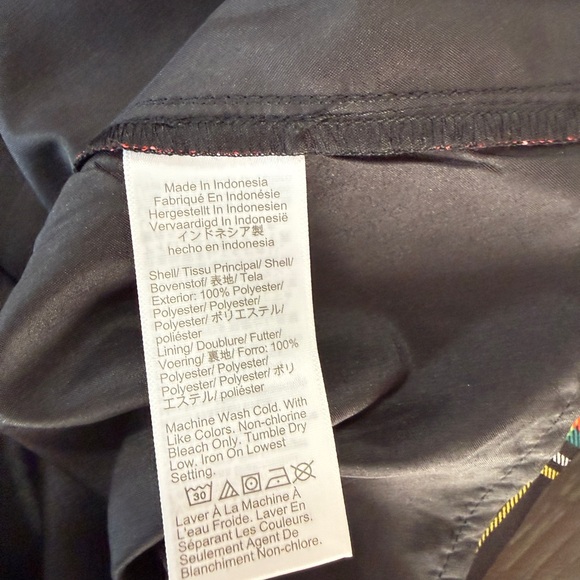 Made In Indonesia
Fabriqué En Indonésie
Hergestellt In Indonesien
Vervaardigd In Indonesië
インドネシア製
hecho en indonesia
Shell/ Tissu Principal/ Shell/
Bovenstof/ 表地/ Tela
Exterior: 100% Polyester/
Polyester/ Polyester/
Polyester/ ポリエステル/
poliéster
Lining/ Doublure/ Futter/
Voering/ 裏地/ Forro: 100%
Polyester/ Polyester/
Polyester/ Polyester/ ポリ
エステル/ poliéster
Machine Wash Cold. With
Like Colors. Non-chlorine
Bleach Only. Tumble Dry
Low. Iron On Lowest
Setting.
30
Laver À La Machine À
L'eau Froide. Laver En
Séparant Les Couleurs.
Seulement Agent De
Blanchiment Non-Chloré.